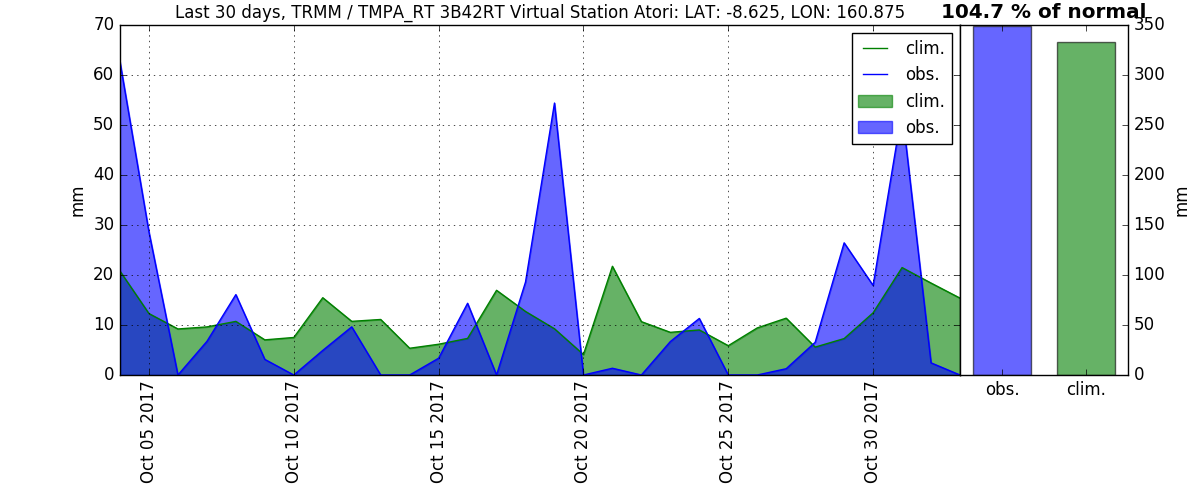 Last 30 days, TRMM / TMPA_RT 3B42RT Virtual Station Atori: LAT: -8.625, LON: 160.875
104.7 % of normal
70
60
50
40
30
20
10
0
mm
clim.
obs.
clim.
obs.
350
300
250
200
150
100
50
0
mm
obs.
clim.
Oct 05 2017
Oct 10 2017
Oct 15 2017
Oct 20 2017
Oct 25 2017
Oct 30 2017